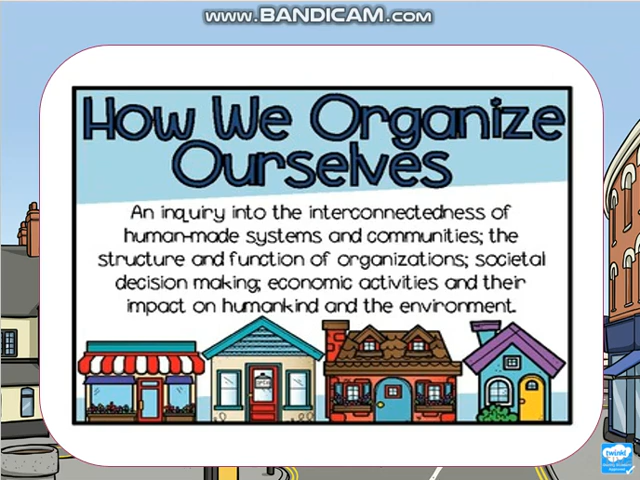 www.BANDICAM.com
How We Organize
Ourselves
An inquiry into the interconnectedness of
human-made systems and communities; the
structure and function of organizations; societal
decision making; economic activities and their
impact on humankind and the environment.
twinkl